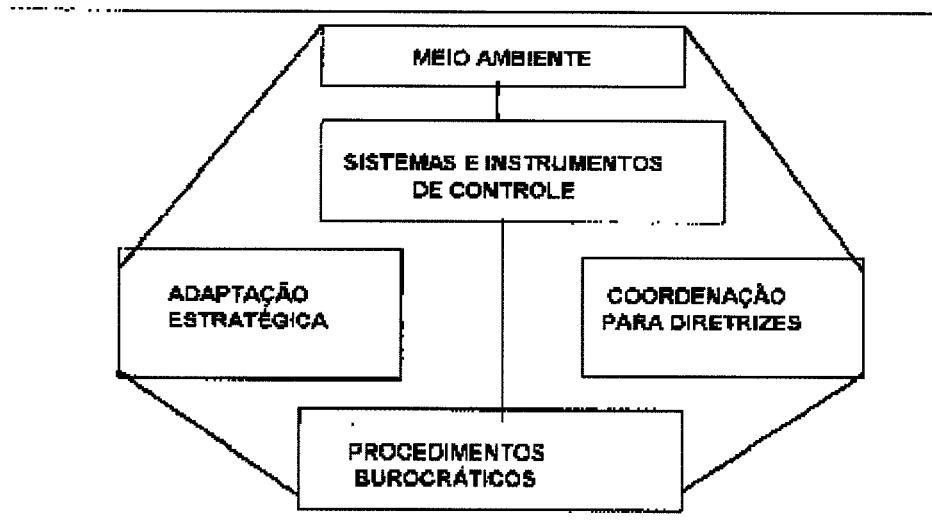 MEIO AMBIENTE
SISTEMAS E INSTRUMENTOS
DE CONTROLE
ADAPTAÇÃO
ESTRATÉGICA
COORDENAÇÃO
PARA DIRETRIZES
PROCEDIMENTOS
BUROCRÁTICOS